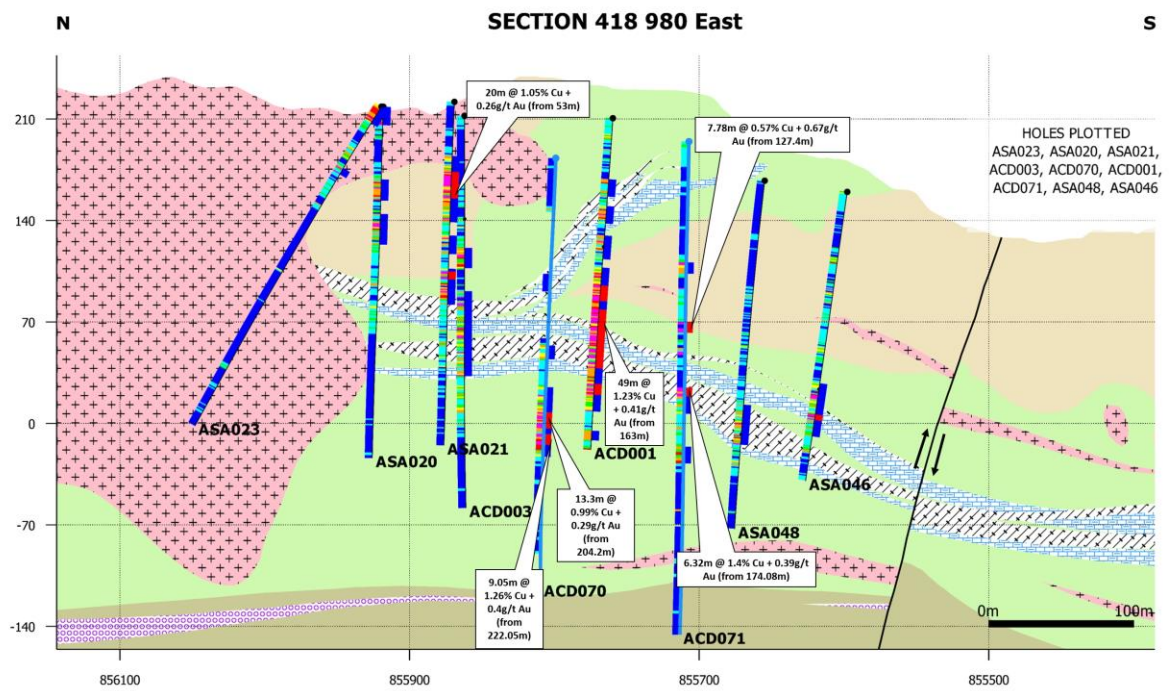 SECTION 418 980 East
N
S
20m @ 1.05% Cu +
0.26g/t Au (from 53m)
7.78m @ 0.57% Cu + 0.67g/t
Au (from 127.4m)
HOLES PLOTTED
ASA023, ASA020, ASA021,
ACD003, ACD070, ACD001,
ACD071, ASA048, ASA046
210
140
70
0
-70
-140
49m @
1.23% Cu
+ 0.41g/t
Au (from
163m)
ASA023
ASA020
ASA021
ACD001
ACD003
ASA046
ASA048
13.3m @
0.99% Cu +
0.29g/t Au
(from
204.2m)
6.32m @ 1.4% Cu + 0.39g/t
Au (from 174.08m)
9.05m @
1.26% Cu +
0.4g/t Au
(from
222.05m)
ACD070
ACD071
0m
100m
856100
855900
855700
855500